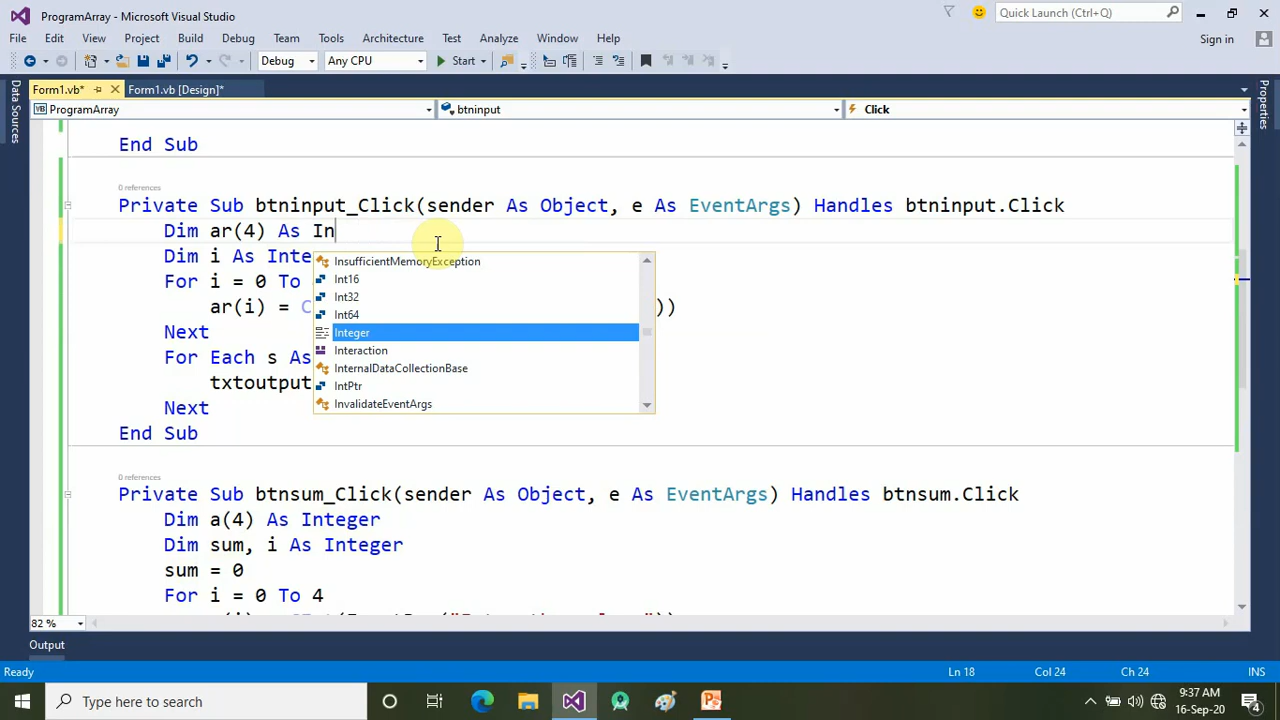 ProgramArray - Microsoft Visual Studio
Quick Launch (Ctrl+Q)
File Edit View Project Build Debug Team Tools Architecture Test Analyze Window Help
Sign in
Debug Any CPU Start
Form1.vb* Form1.vb [Design]*
Data Sources
Properties
VB ProgramArray btninput Click
End Sub
0 references
Private Sub btninput_Click(sender As Object, e As EventArgs) Handles btninput.Click
Dim ar(4) As In
Dim i As Inte
InsufficientMemoryException
Int16
Int32
Int64
Integer
Interaction
InternalDataCollectionBase
IntPtr
InvalidateEventArgs
For i = 0 To
ar(i) = C ))
Next
For Each s As
txtoutput
Next
End Sub
0 references
Private Sub btnsum_Click(sender As Object, e As EventArgs) Handles btnsum.Click
Dim a(4) As Integer
Dim sum, i As Integer
sum = 0
For i = 0 To 4
82 %
Output
Ready Ln 18 Col 24 Ch 24 INS
Type here to search
9:37 AM
16-Sep-20
4